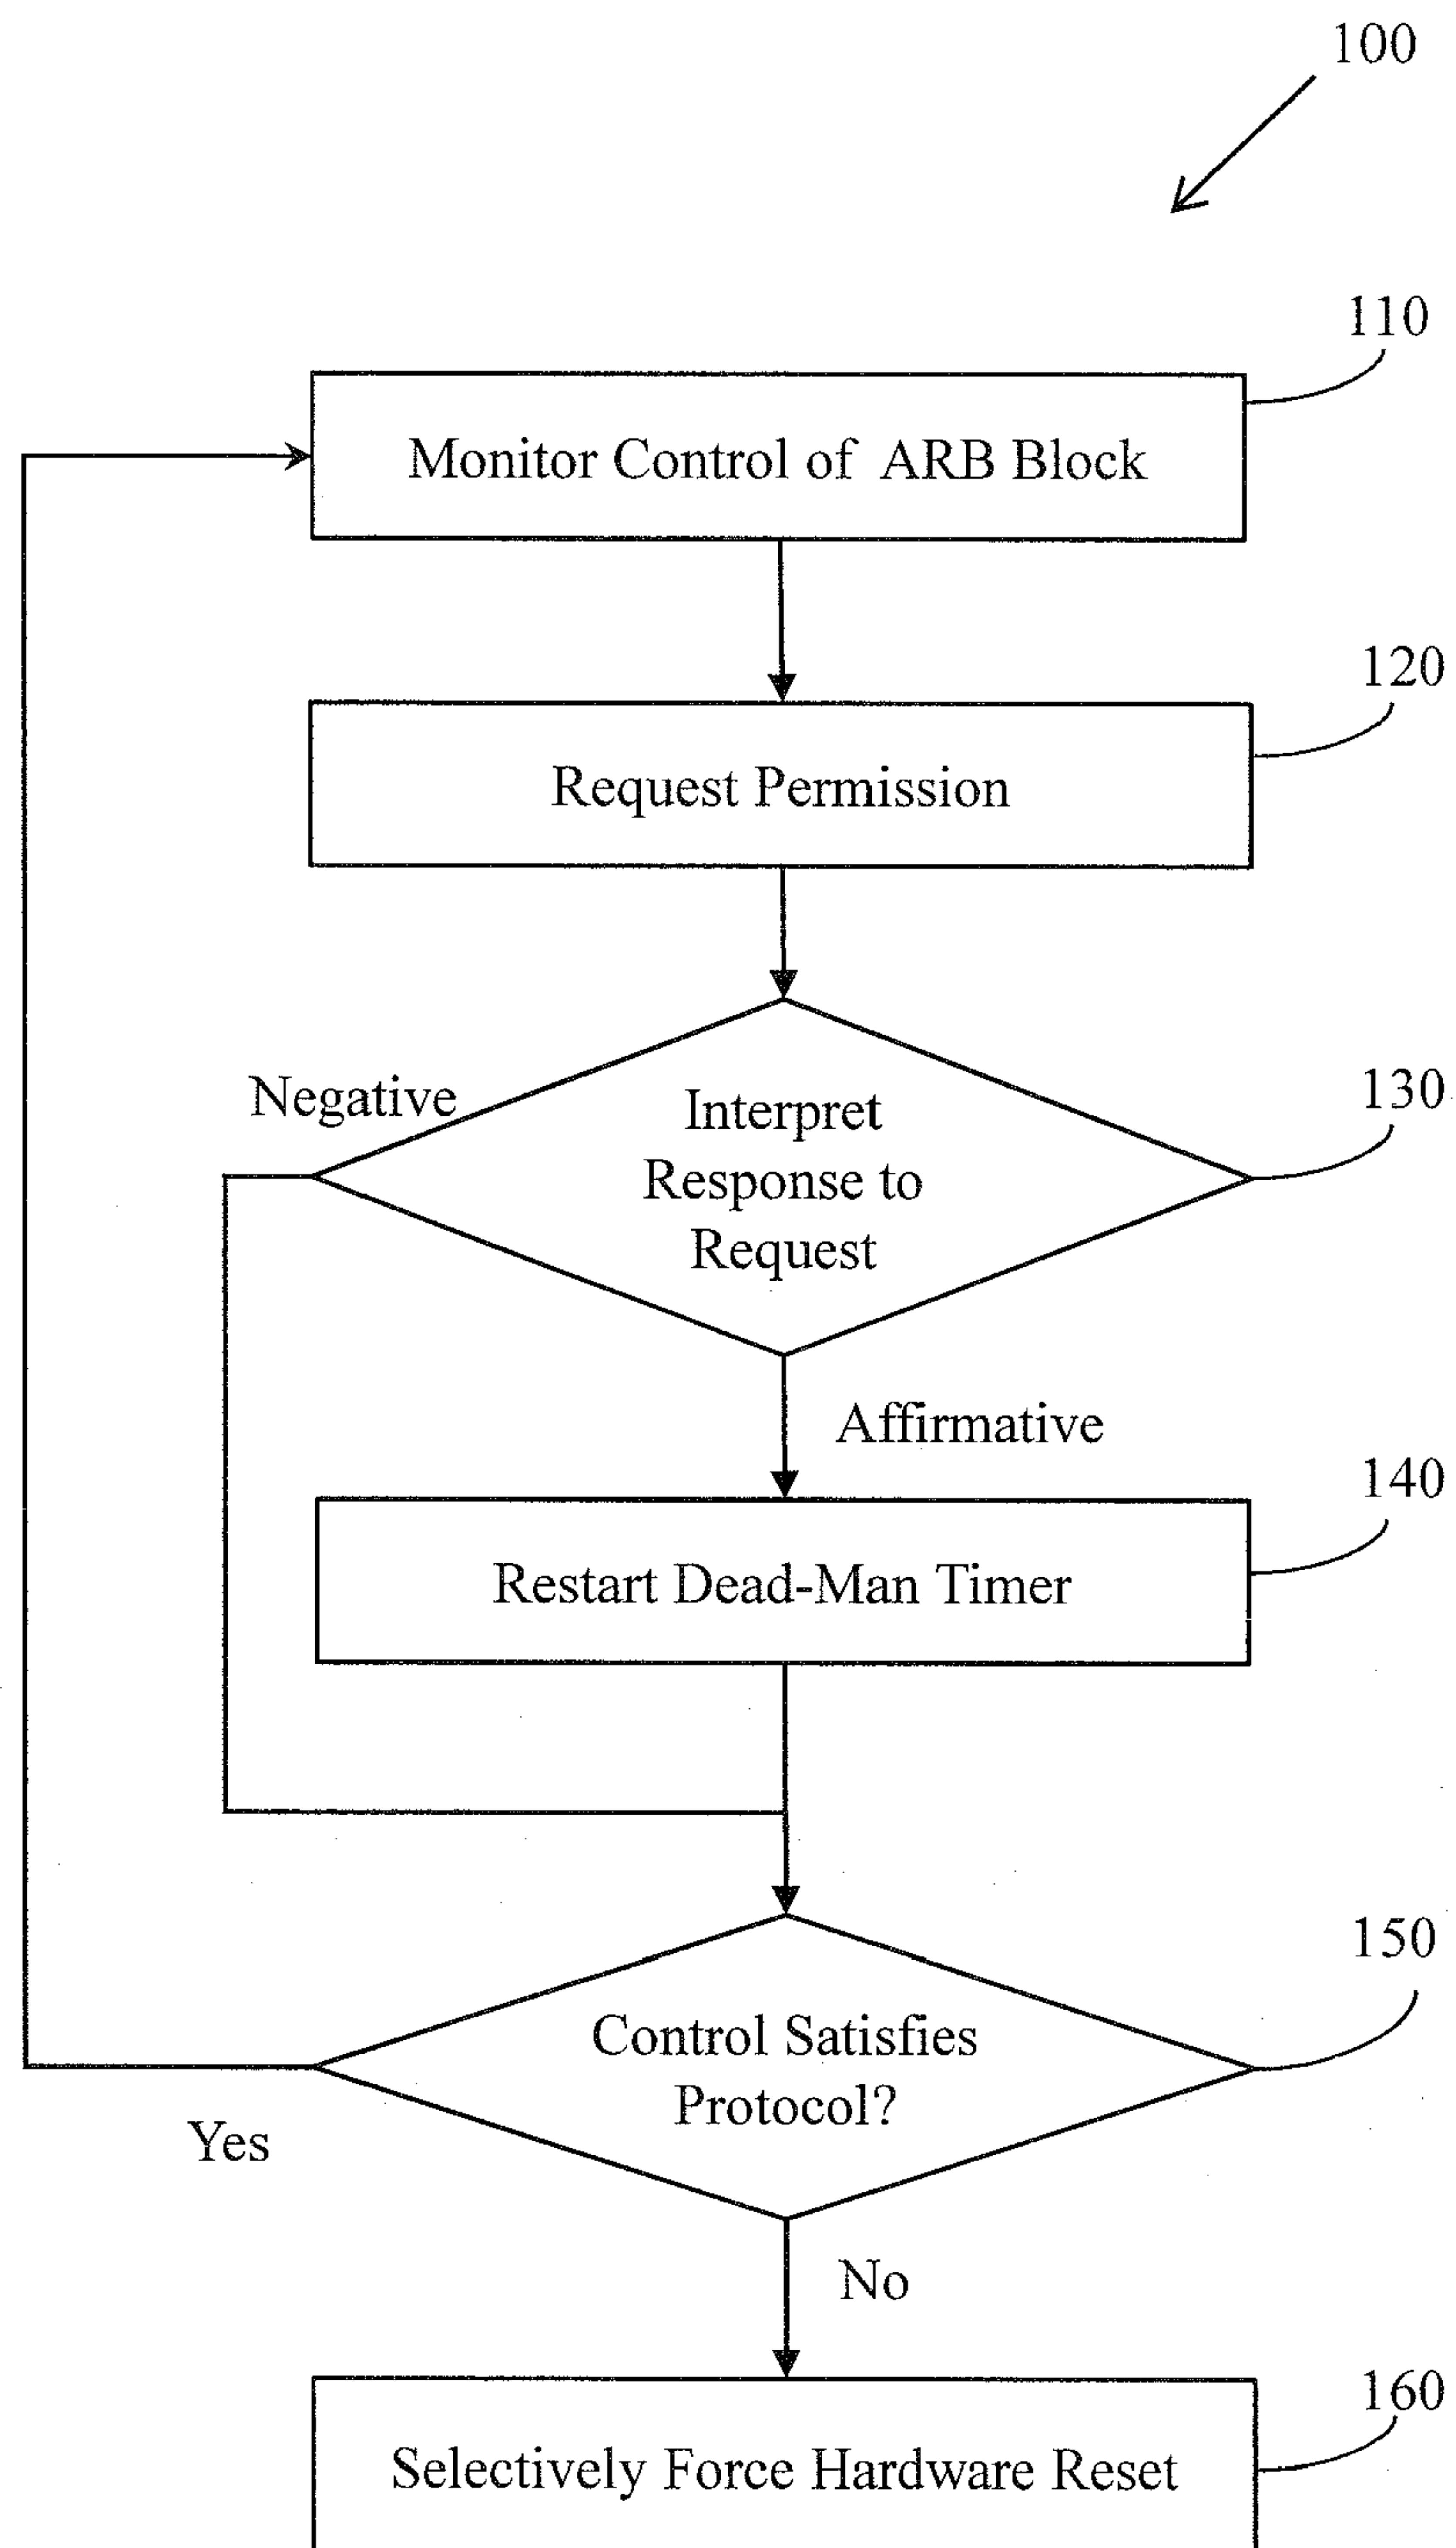 100
110
Monitor Control of ARB Block
120
Request Permission
130
Negative
Interpret
Response to
Request
Affirmative
140
Restart Dead-Man Timer
150
Control Satisfies
Protocol?
Yes
No
160
Selectively Force Hardware Reset